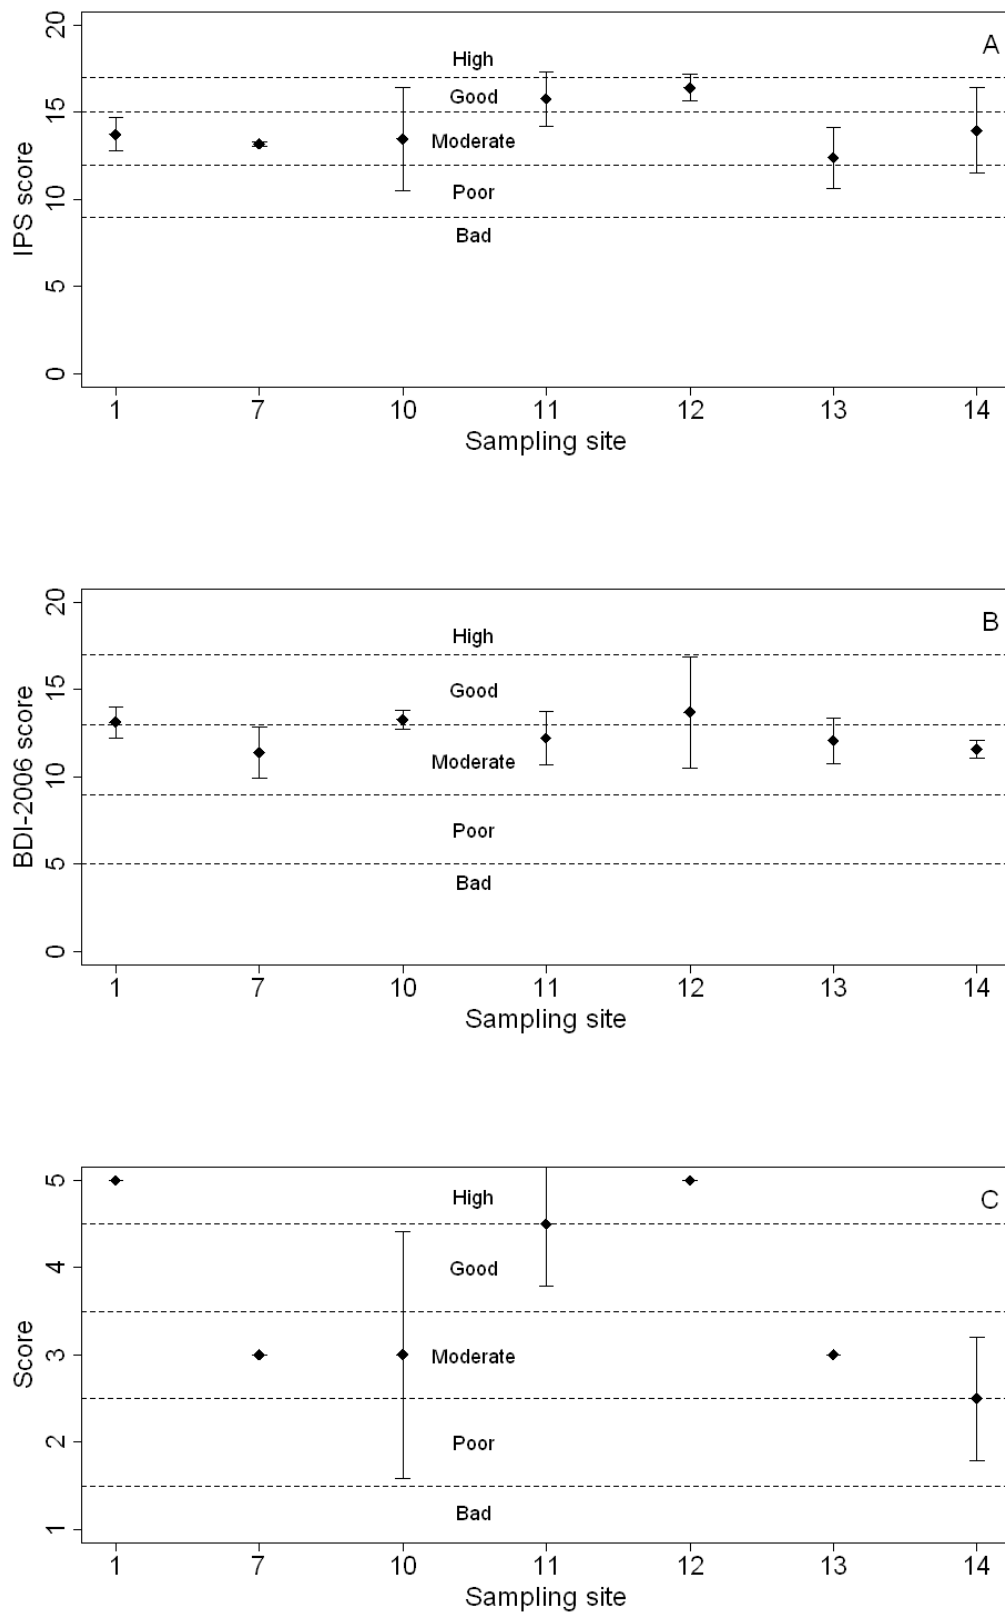 A
20
High
Good
15
Moderate
Poor
10
Bad
5
0
IPS score
1 7 10 11 12 13 14
Sampling site
B
20
High
15
Good
Moderate
10
Poor
5
Bad
0
BDI-2006 score
1 7 10 11 12 13 14
Sampling site
C
5
High
4
Good
3
Moderate
2
Poor
Bad
1
Score
1 7 10 11 12 13 14
Sampling site